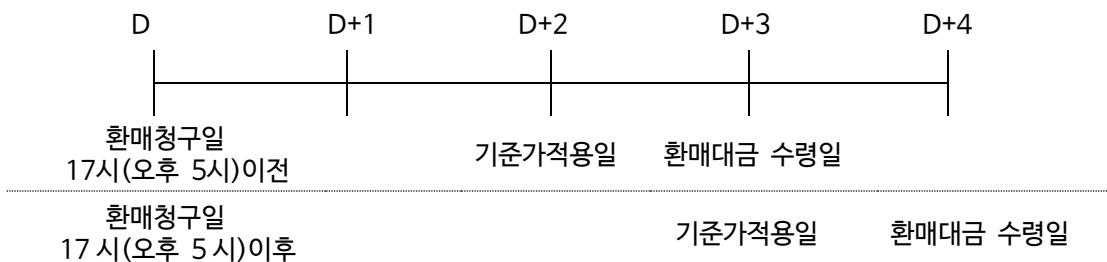 D D+1 D+2 D+3 D+4
환매청구일
17시(오후 5시)이전
기준가적용일 환매대금 수령일
환매청구일
17 시(오후 5 시)이후
기준가적용일 환매대금 수령일